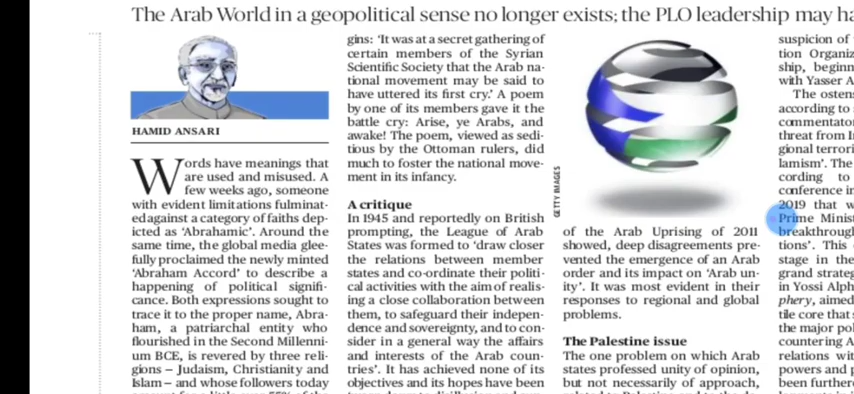 The Arab World in a geopolitical sense no longer exists; the PLO leadership may ha
HAMID ANSARI
Words have meanings that
are used and misused. A
few weeks ago, someone
with evident limitations fulminat-
ed against a category of faiths dep-
icted as ‘Abrahamic’. Around the
same time, the global media glee-
fully proclaimed the newly minted
‘Abraham Accord’ to describe a
happening of political signifi-
cance. Both expressions sought to
trace it to the proper name, Abra-
ham, a patriarchal entity who
flourished in the Second Millenni-
um BCE, is revered by three reli-
gions – Judaism, Christianity and
Islam – and whose followers today
gins: ‘It was at a secret gathering of
certain members of the Syrian
Scientific Society that the Arab na-
tional movement may be said to
have uttered its first cry.’ A poem
by one of its members gave it the
battle cry: Arise, ye Arabs, and
awake! The poem, viewed as sedi-
tious by the Ottoman rulers, did
much to foster the national move-
ment in its infancy.
A critique
In 1945 and reportedly on British
prompting, the League of Arab
States was formed to ‘draw closer
the relations between member
states and co-ordinate their politi-
cal activities with the aim of realis-
ing a close collaboration between
them, to safeguard their indepen-
dence and sovereignty, and to con-
sider in a general way the affairs
and interests of the Arab coun-
tries’. It has achieved none of its
objectives and its hopes have been
GETTY IMAGES
of the Arab Uprising of 2011
showed, deep disagreements pre-
vented the emergence of an Arab
order and its impact on ‘Arab un-
ity’. It was most evident in their
responses to regional and global
problems.
The Palestine issue
The one problem on which Arab
states professed unity of opinion,
but not necessarily of approach,
suspicion of
tion Organiz
ship, beginn
with Yasser A
The osten
according to
commentator
threat from I
gional terrori
lamism’. The
cording to
conference in
2019 that w
Prime Minist
breakthrough
tions’. This
stage in the
grand strateg
in Yossi Alph
phery, aimed
tile core that
the major pol
countering A
relations wit
powers and p
been further